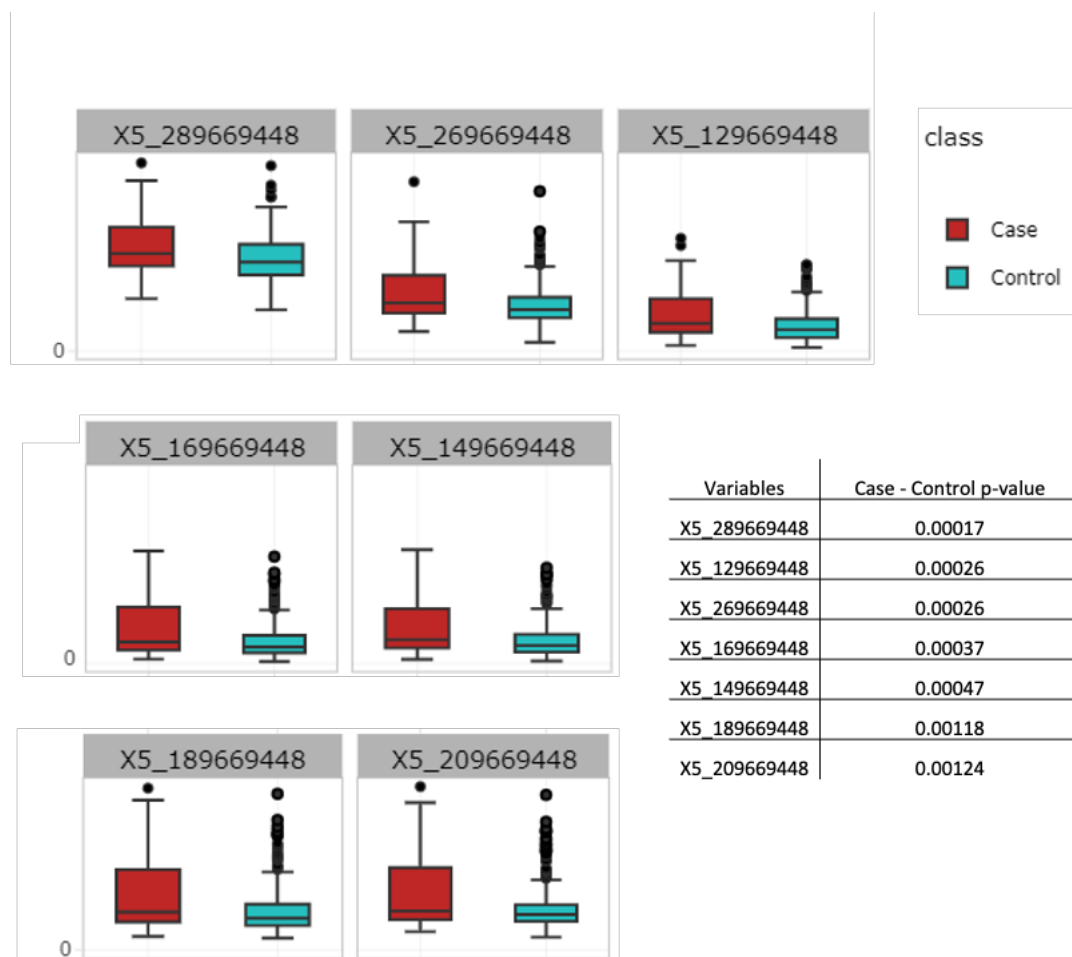 X5_289669448 X5_269669448 X5_129669448
0
class
Case
Control
X5_169669448 X5_149669448
0
Variables Case - Control p-value
X5_289669448 0.00017
X5_129669448 0.00026
X5_269669448 0.00026
X5_169669448 0.00037
X5_149669448 0.00047
X5_189669448 0.00118
X5_209669448 0.00124
X5_189669448 X5_209669448
0